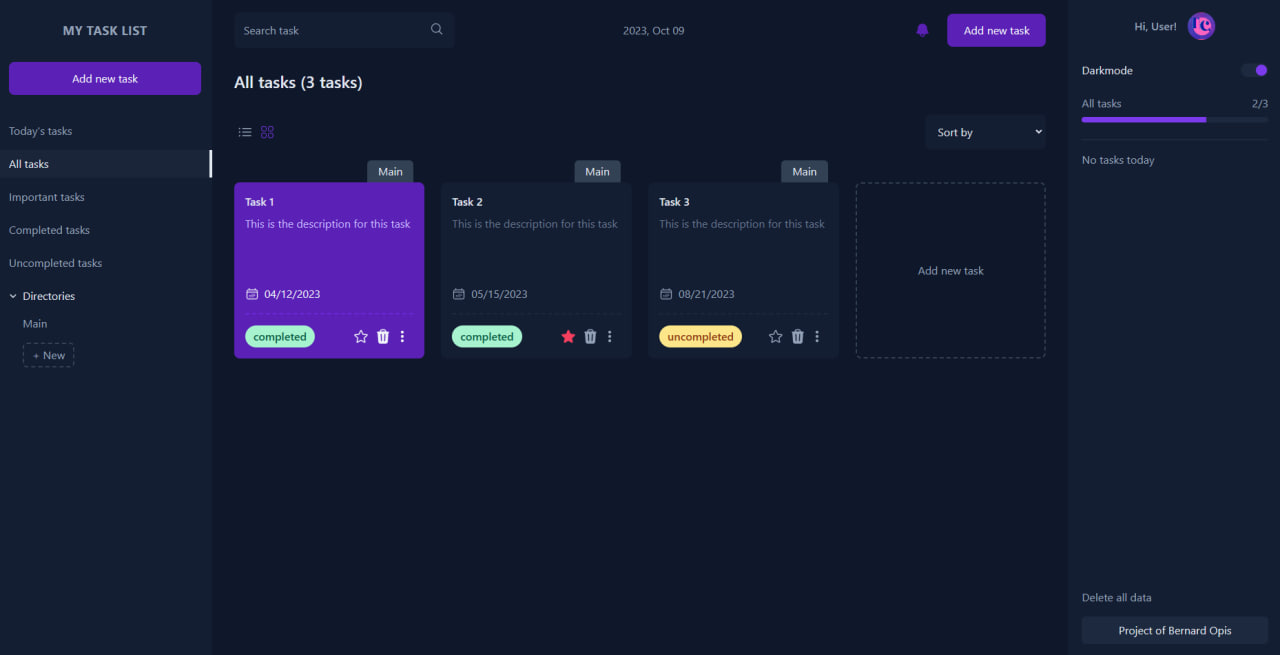 MY TASK LIST
Add new task
Today's tasks
All tasks
Important tasks
Completed tasks
Uncompleted tasks
Directories
Main
+ New
Search task
2023, Oct 09
Add new task
All tasks (3 tasks)
Sort by
Main
Task 1
This is the description for this task
04/12/2023
completed
Main
Task 2
This is the description for this task
05/15/2023
completed
Main
Task 3
This is the description for this task
08/21/2023
uncompleted
Add new task
Hi, User!
Darkmode
All tasks 2/3
No tasks today
Delete all data
Project of Bernard Opis